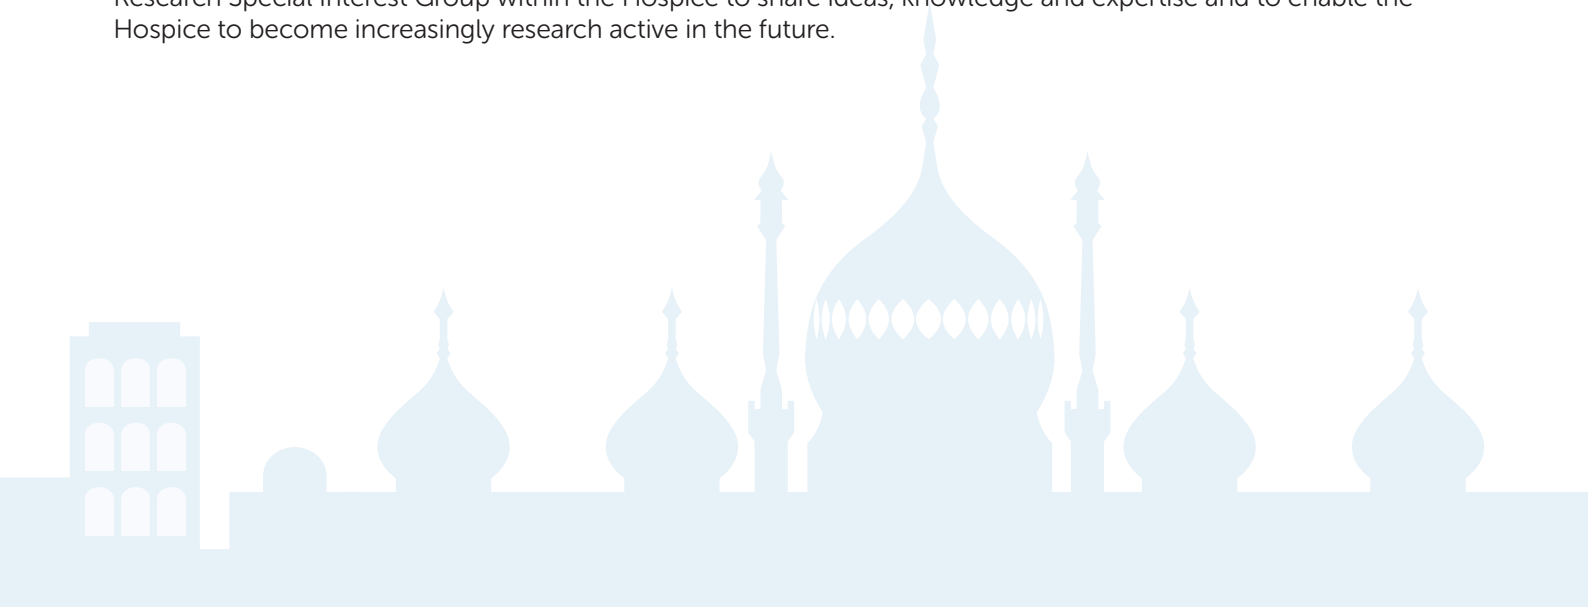 Research Special Interest Group within the Hospice to share ideas, knowledge and expertise and to enable the
Hospice to become increasingly research active in the future.